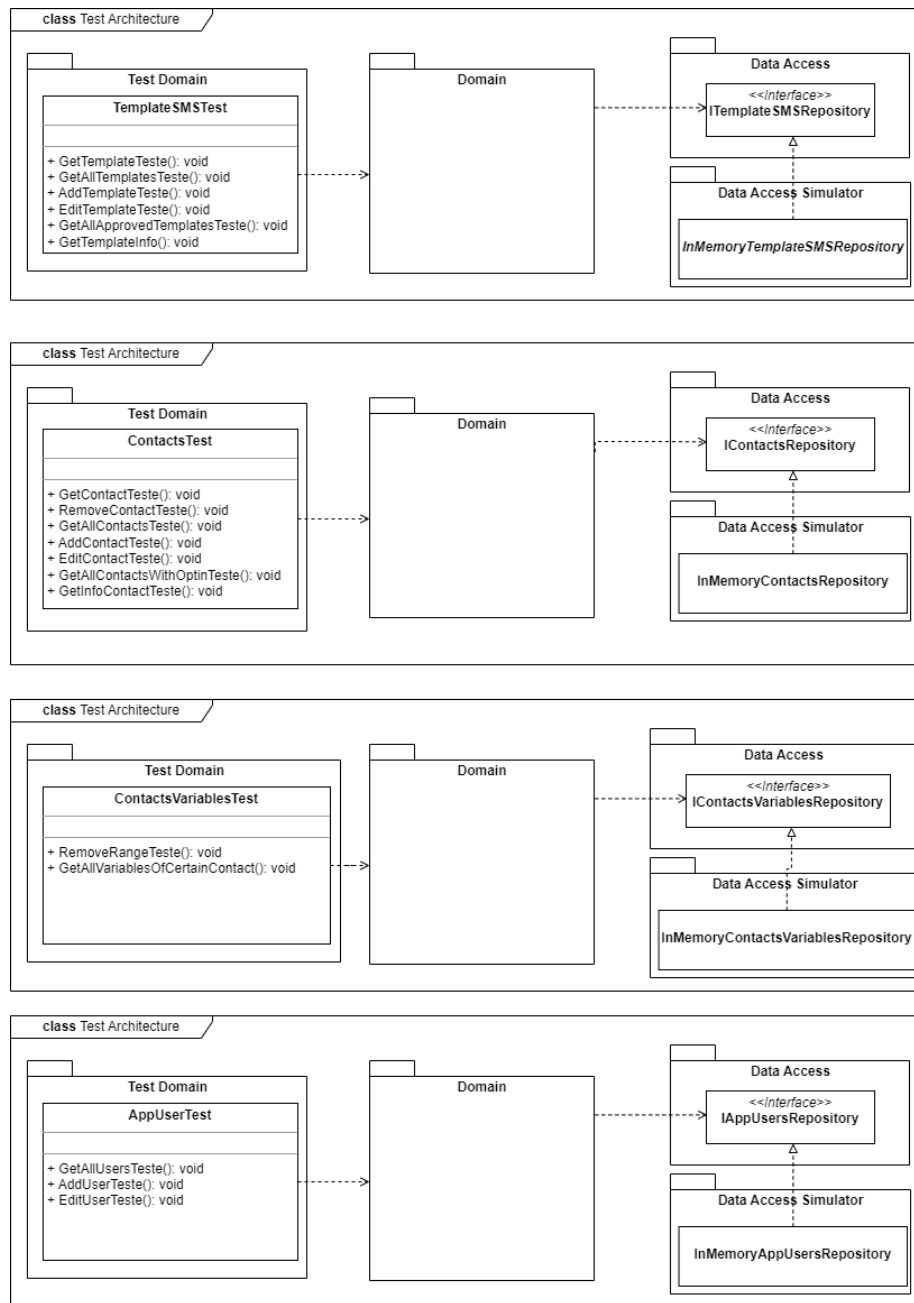 class Test Architecture
Test Domain
TemplateSMSTest
+ GetTemplateTeste(): void
+ GetAllTemplatesTeste(): void
+ AddTemplateTeste(): void
+ EditTemplateTeste(): void
+ GetAllApprovedTemplatesTeste(): void
+ GetTemplateInfo(): void
Domain
Data Access
<<Interface>>
ITemplateSMSRepository
Data Access Simulator
InMemoryTemplateSMSRepository
class Test Architecture
Test Domain
ContactsTest
+ GetContactTeste(): void
+ RemoveContactTeste(): void
+ GetAllContactsTeste(): void
+ AddContactTeste(): void
+ EditContactTeste(): void
+ GetAllContactsWithOptinTeste(): void
+ GetInfoContactTeste(): void
Domain
Data Access
<<Interface>>
IContactsRepository
Data Access Simulator
InMemoryContactsRepository
class Test Architecture
Test Domain
ContactsVariablesTest
+ RemoveRangeTeste(): void
+ GetAllVariablesOfCertainContact(): void
Domain
Data Access
<<Interface>>
IContactsVariablesRepository
Data Access Simulator
InMemoryContactsVariablesRepository
class Test Architecture
Test Domain
AppUserTest
+ GetAllUsersTeste(): void
+ AddUserTeste(): void
+ EditUserTeste(): void
Domain
Data Access
<<Interface>>
IAppUsersRepository
Data Access Simulator
InMemoryAppUsersRepository